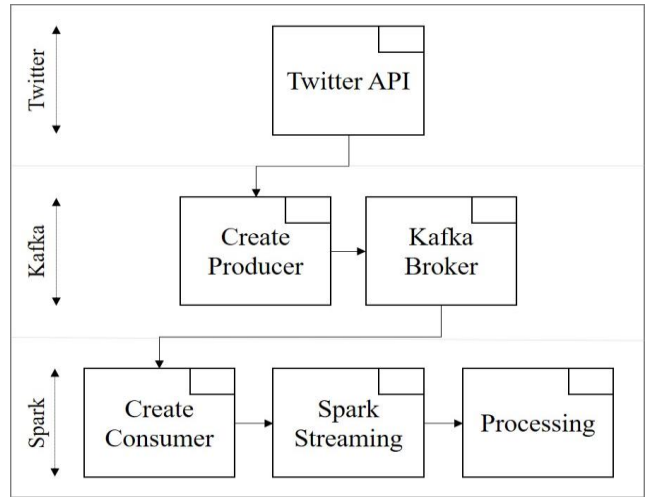 Twitter
Twitter API
Kafka
Create
Producer
Kafka
Broker
Spark
Create
Consumer
Spark
Streaming
Processing